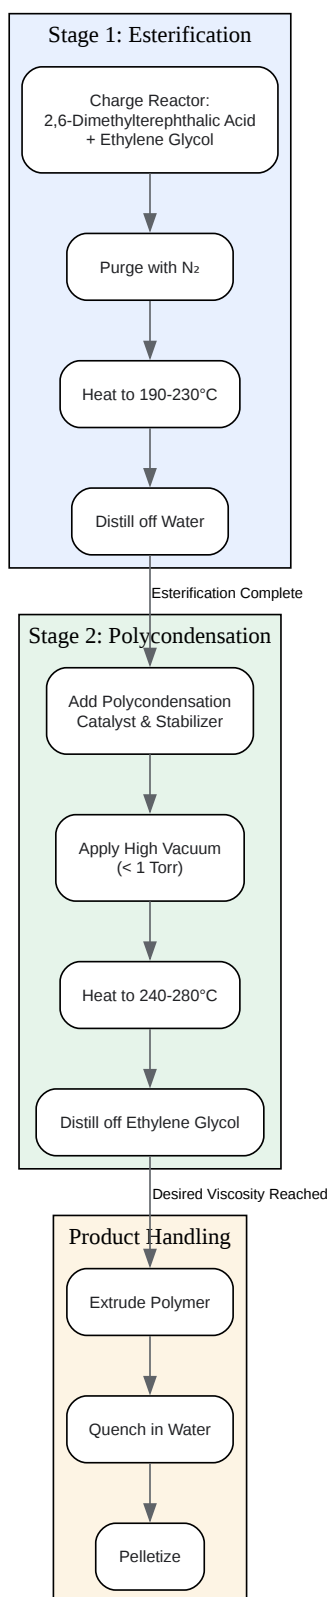 Stage 1: Esterification
Charge Reactor:
2,6-Dimethylterephthalic Acid
+ Ethylene Glycol
Purge with N₂
Heat to 190-230°C
Distill off Water
Esterification Complete
Stage 2: Polycondensation
Add Polycondensation
Catalyst & Stabilizer
Apply High Vacuum
(< 1 Torr)
Heat to 240-280°C
Distill off Ethylene Glycol
Desired Viscosity Reached
Product Handling
Extrude Polymer
Quench in Water
Pelletize